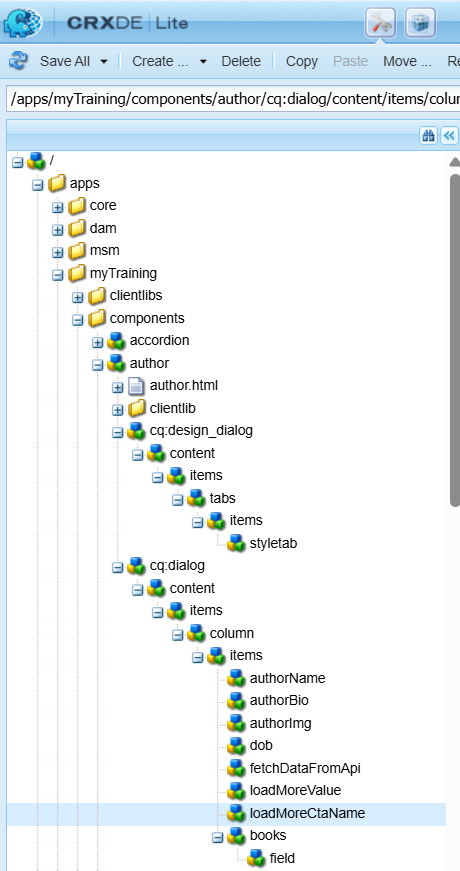 CRXDE | Lite
Save All Create ... Delete Copy Paste Move ...
/apps/myTraining/components/author/cq:dialog/content/items/colum
/
apps
core
dam
msm
myTraining
clientlibs
components
accordion
author
author.html
clientlib
cq:design_dialog
content
items
tabs
items
styletab
cq:dialog
content
items
column
items
authorName
authorBio
authorImg
dob
fetchDataFromApi
loadMoreValue
loadMoreCtaName
books
field